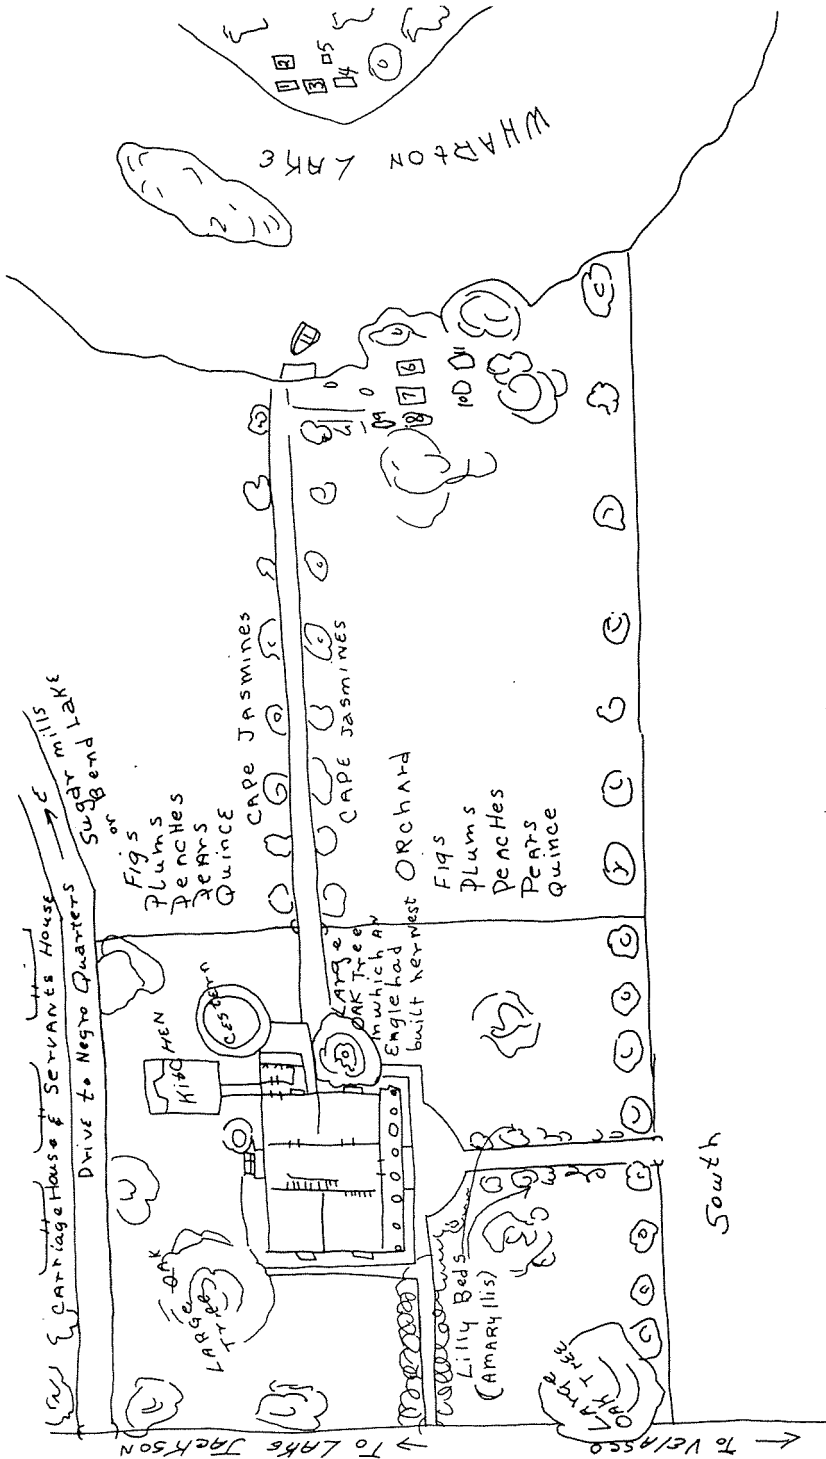 WHARTON LAKE
1
2
3
4
5
6
7
8
9
10
11
Carriage House & Servants House
Drive to Negro Quarters
or
Sugar mills
Bend Lake
Figs
Plums
Peaches
Pears
Quince
CAPE JASMINES
CAPE JASMINES
ORCHARD
Figs
Plums
Peaches
Pears
Quince
LARGE
OAK Tree
in which AN
Eagle had
built her nest
CESTERN
KitCHEN
LARGE OAK
TREE
Lilly Beds
(AMARYllis)
LARGE
OAK TREE
South
To LAKE JACKSON
To VelASSO